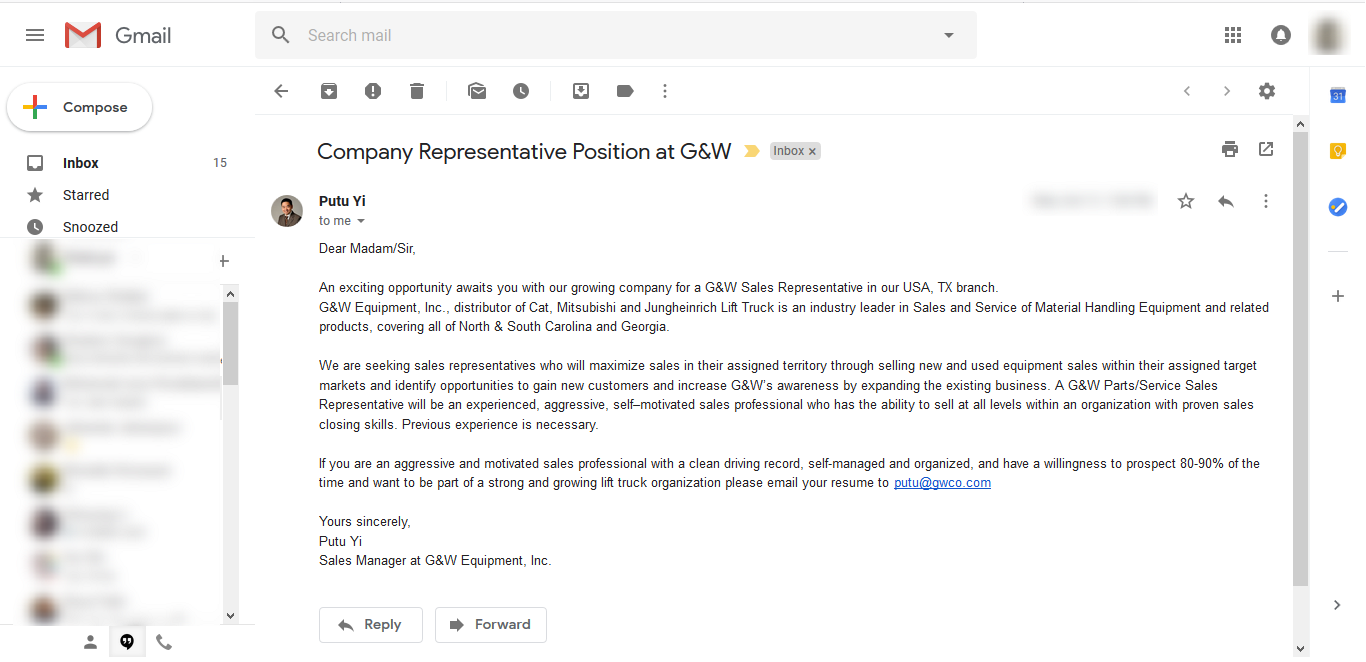 Gmail
Search mail
Compose
Inbox 15
Starred
Snoozed
31
Company Representative Position at G&W Inbox ×
Putu Yi
to me
Dear Madam/Sir,
An exciting opportunity awaits you with our growing company for a G&W Sales Representative in our USA, TX branch.
G&W Equipment, Inc., distributor of Cat, Mitsubishi and Jungheinrich Lift Truck is an industry leader in Sales and Service of Material Handling Equipment and related
products, covering all of North & South Carolina and Georgia.
We are seeking sales representatives who will maximize sales in their assigned territory through selling new and used equipment sales within their assigned target
markets and identify opportunities to gain new customers and increase G&W's awareness by expanding the existing business. A G&W Parts/Service Sales
Representative will be an experienced, aggressive, self–motivated sales professional who has the ability to sell at all levels within an organization with proven sales
closing skills. Previous experience is necessary.
If you are an aggressive and motivated sales professional with a clean driving record, self-managed and organized, and have a willingness to prospect 80-90% of the
time and want to be part of a strong and growing lift truck organization please email your resume to putu@gwco.com
Yours sincerely,
Putu Yi
Sales Manager at G&W Equipment, Inc.
Reply
Forward